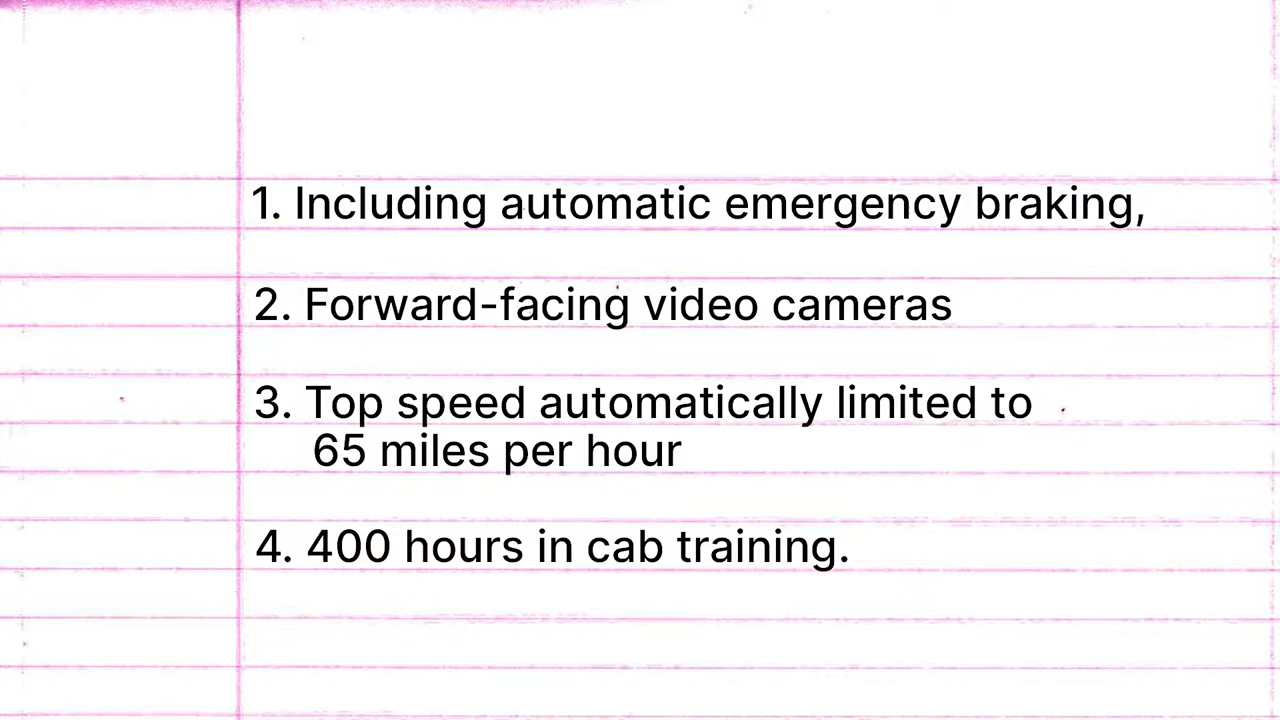 1. Including automatic emergency braking,
2. Forward-facing video cameras
3. Top speed automatically limited to
65 miles per hour
4. 400 hours in cab training.